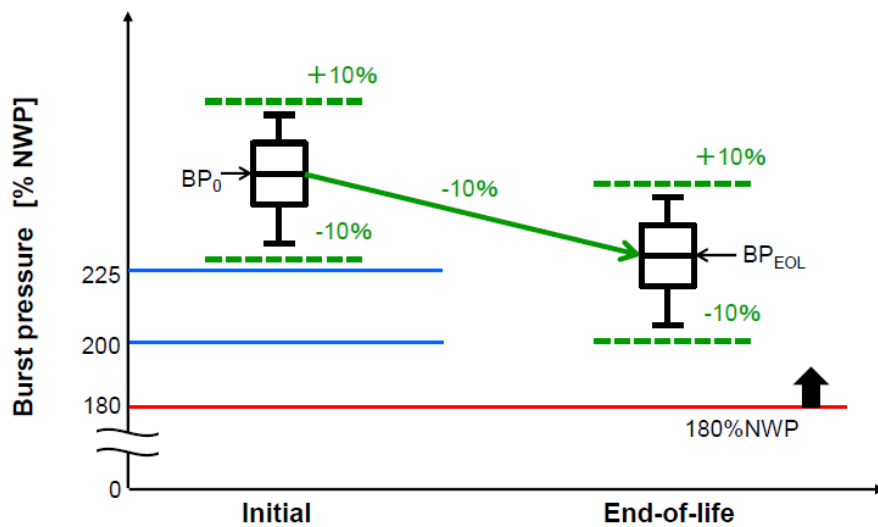 Burst pressure [% NWP]
+10%
BP0
-10%
-10%
+10%
BPEOL
-10%
225
200
180
180%NWP
0
Initial
End-of-life